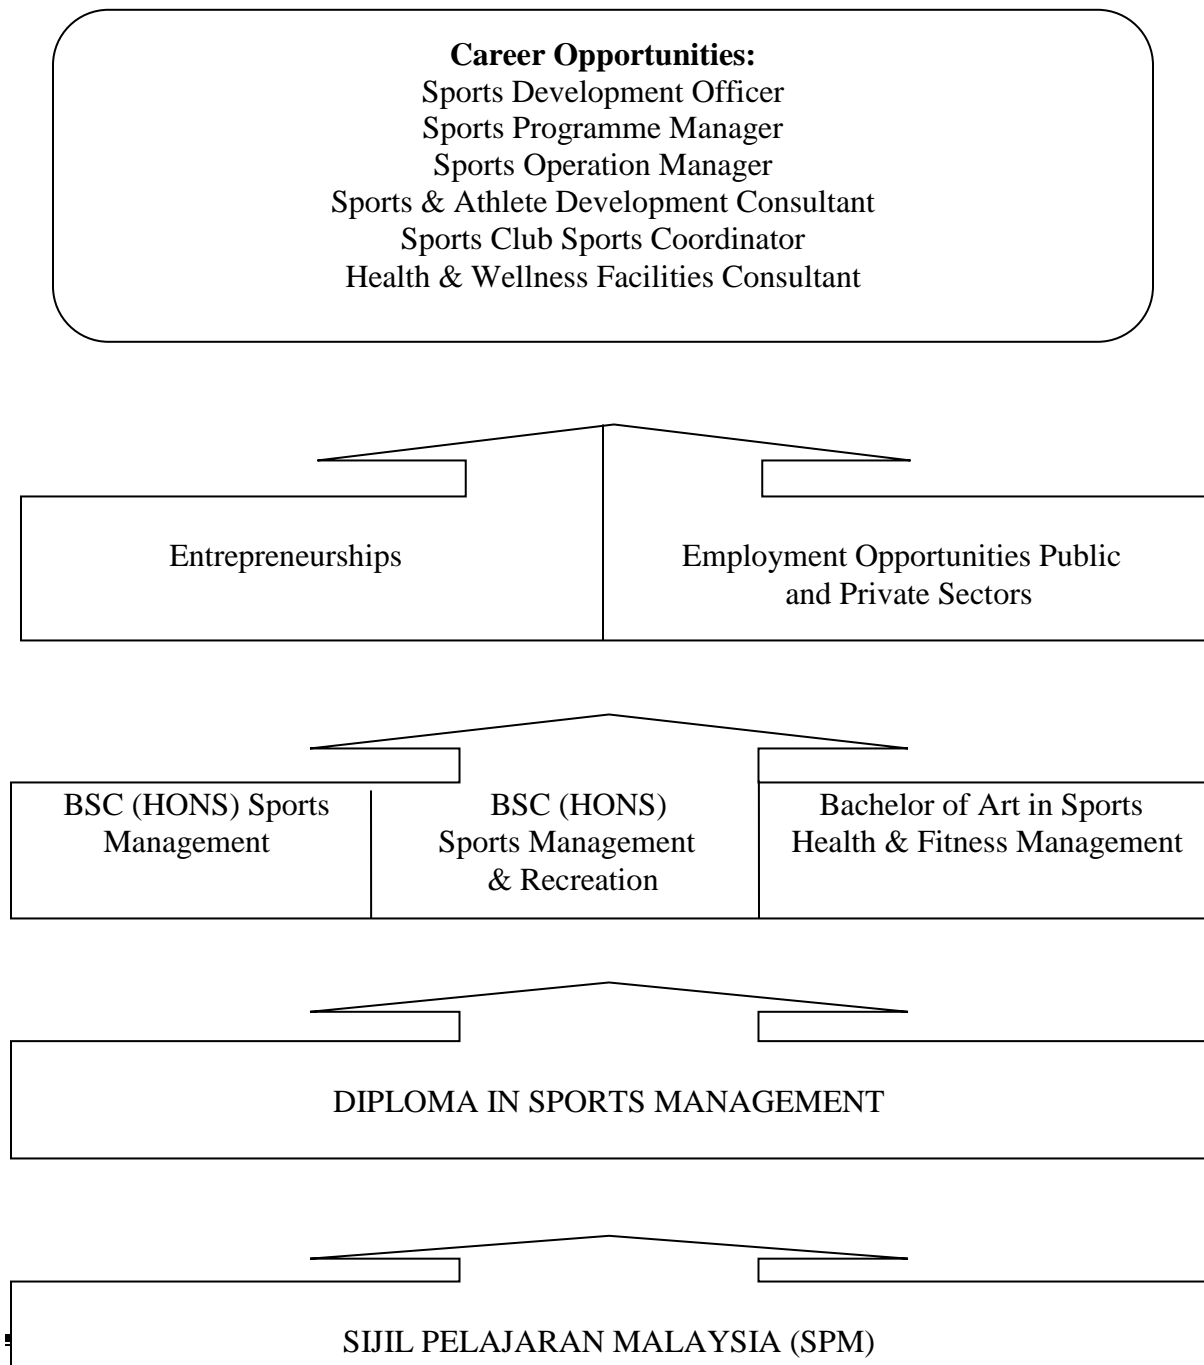 Career Opportunities:
Sports Development Officer
Sports Programme Manager
Sports Operation Manager
Sports & Athlete Development Consultant
Sports Club Sports Coordinator
Health & Wellness Facilities Consultant
Entrepreneurships
Employment Opportunities Public
and Private Sectors
BSC (HONS) Sports
Management
BSC (HONS)
Sports Management
& Recreation
Bachelor of Art in Sports
Health & Fitness Management
DIPLOMA IN SPORTS MANAGEMENT
SIJIL PELAJARAN MALAYSIA (SPM)